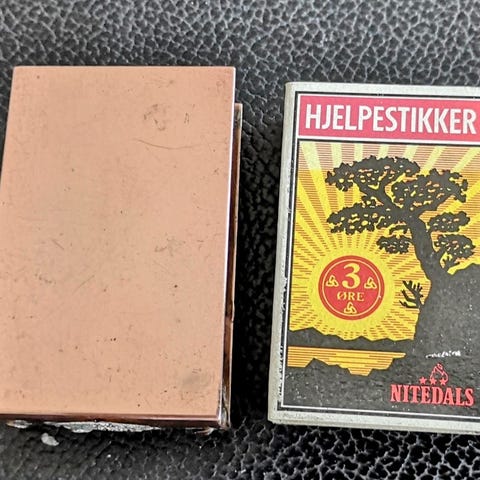 HJELPESTIKKER
3
ØRE
NITEDALS